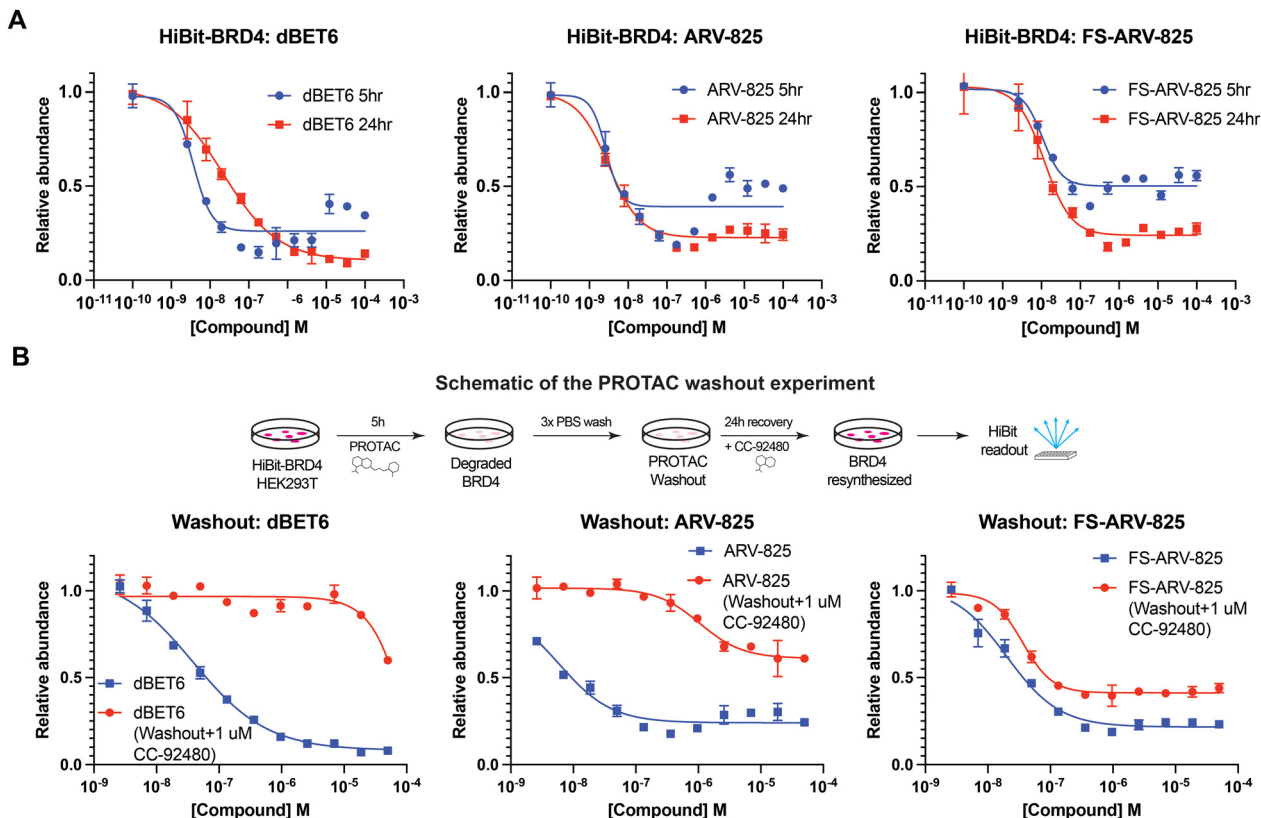 A
HiBit-BRD4: dBET6
HiBit-BRD4: ARV-825
HiBit-BRD4: FS-ARV-825
Relative abundance
1.0
0.5
0.0
dBET6 5hr
dBET6 24hr
10-11 10-10 10-9 10-8 10-7 -6 10-5 10-4 10-3
[Compound] M
Relative abundance
1.0
0.5
0.0
ARV-825 5hr
ARV-825 24hr
10-11 10-10 10-9 10-8 10-7 10-6 10-5 10-4 10-3
[Compound] M
Relative abundance
1.0
0.5
0.0
FS-ARV-825 5hr
FS-ARV-825 24hr
10-11 10-10 10-9 10-8 10-7 10-6 10-5 10-4 10-3
[Compound] M
B
Schematic of the PROTAC washout experiment
HiBit-BRD4
HEK293T
5h
PROTAC
Degraded
BRD4
3x PBS wash
PROTAC
Washout
24h recovery
+ CC-92480
BRD4
resynthesized
HiBit
readout
Washout: dBET6
Washout: ARV-825
Washout: FS-ARV-825
Relative abundance
1.0
0.5
0.0
dBET6
dBET6
(Washout+1 uM
CC-92480)
10-9 10-8 10-7 10-6 10-5 10-4
[Compound] M
Relative abundance
1.0
0.5
0.0
ARV-825
ARV-825
(Washout+1 uM
CC-92480)
10-9 10-8 10-7 10-6 10-5 10-4
[Compound] M
Relative abundance
1.0
0.5
0.0
FS-ARV-825
FS-ARV-825
(Washout+1 uM
CC-92480)
10-9 10-8 10-7 10-6 10-5 10-4
[Compound] M